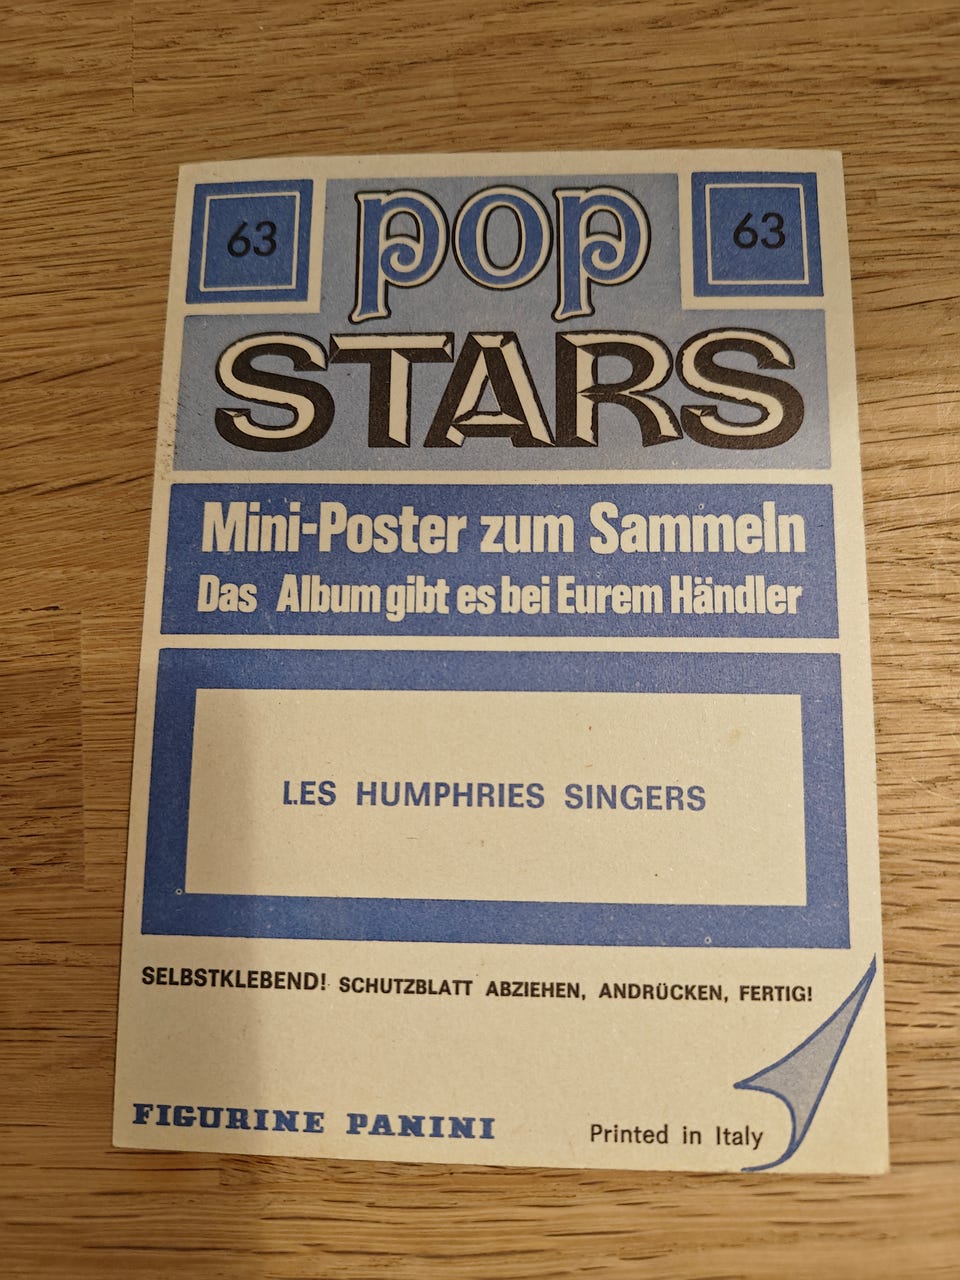 63 pop 63
STARS
Mini-Poster zum Sammeln
Das Album gibt es bei Eurem Händler
LES HUMPHRIES SINGERS
SELBSTKLEBEND! SCHUTZBLATT ABZIEHEN, ANDRÜCKEN, FERTIG!
FIGURINE PANINI
Printed in Italy